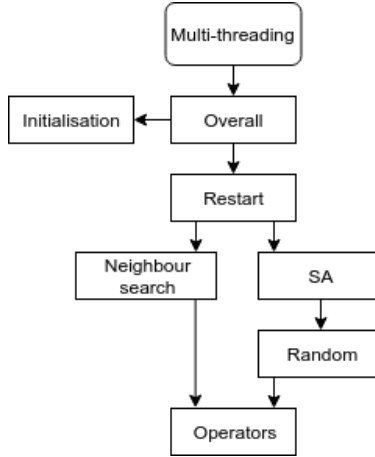 Multi-threading
Initialisation
Overall
Restart
Neighbour
search
SA
Random
Operators